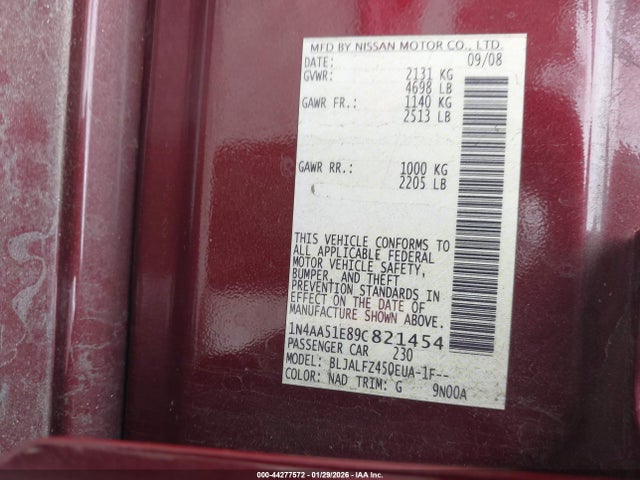 MFD BY NISSAN MOTOR CO., LTD.
DATE: 09/08
GVWR: 2131 KG
4698 LB
GAWR FR.: 1140 KG
2513 LB
GAWR RR.: 1000 KG
2205 LB
THIS VEHICLE CONFORMS TO
ALL APPLICABLE FEDERAL
MOTOR VEHICLE SAFETY,
BUMPER, AND THEFT
PREVENTION STANDARDS IN
EFFECT ON THE DATE OF
MANUFACTURE SHOWN ABOVE.
1N4AA51E89C821454
PASSENGER CAR 230
MODEL: BLJALFZ450EUA-1F--
COLOR: NAD TRIM: G 9N00A
000-44277572 | 01/29/2026 | IAA Inc.